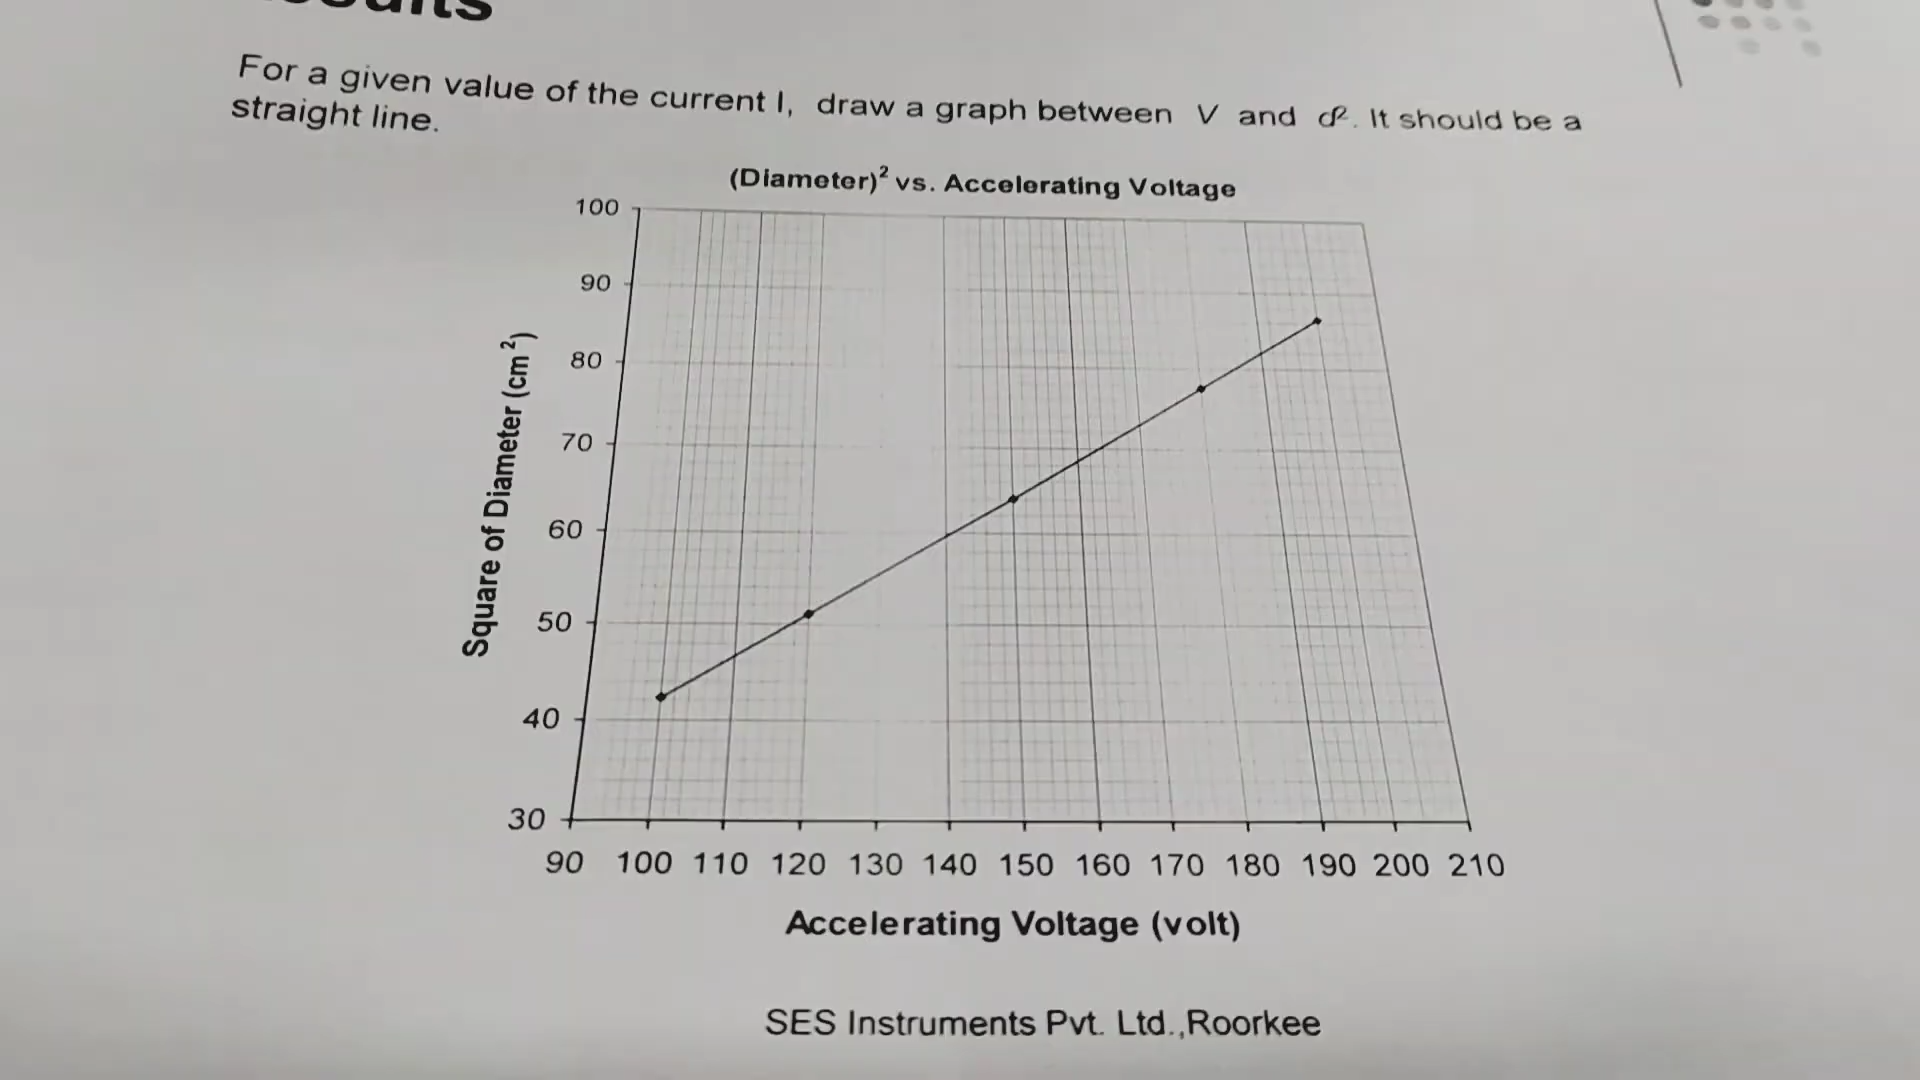 For a given value of the current I, draw a graph between V and d². It should be a
straight line.
(Diameter)² vs. Accelerating Voltage
100
90
80
70
60
50
40
30
Square of Diameter (cm²)
90 100 110 120 130 140 150 160 170 180 190 200 210
Accelerating Voltage (volt)
SES Instruments Pvt. Ltd.,Roorkee